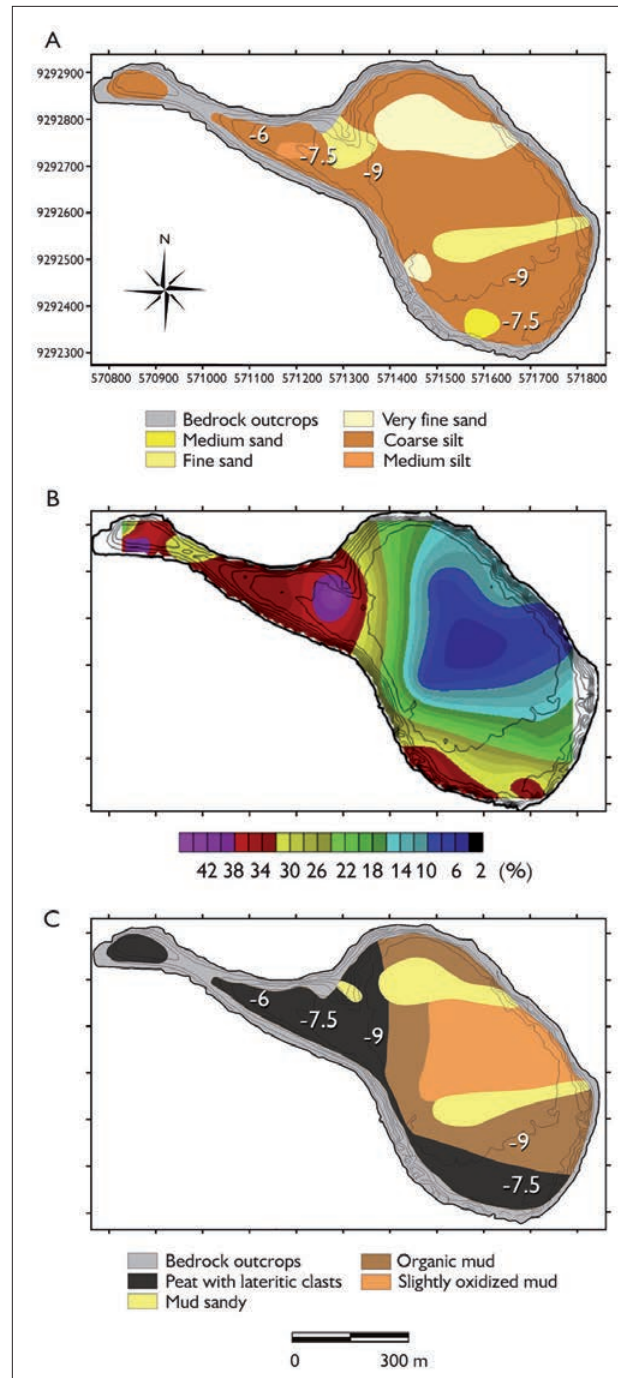 A
9292900
9292800
9292700
9292600
9292500
9292400
9292300
-6
-7.5
-9
N
-9
-7.5
570800 570900 571000 571100 571200 571300 571400 571500 571600 571700 571800
Bedrock outcrops Very fine sand
Medium sand Coarse silt
Fine sand Medium silt
B
42 38 34 30 26 22 18 14 10 6 2 (%)
C
-6
-7.5
-9
-9
-7.5
Bedrock outcrops Organic mud
Peat with lateritic clasts Slightly oxidized mud
Mud sandy
0 300 m